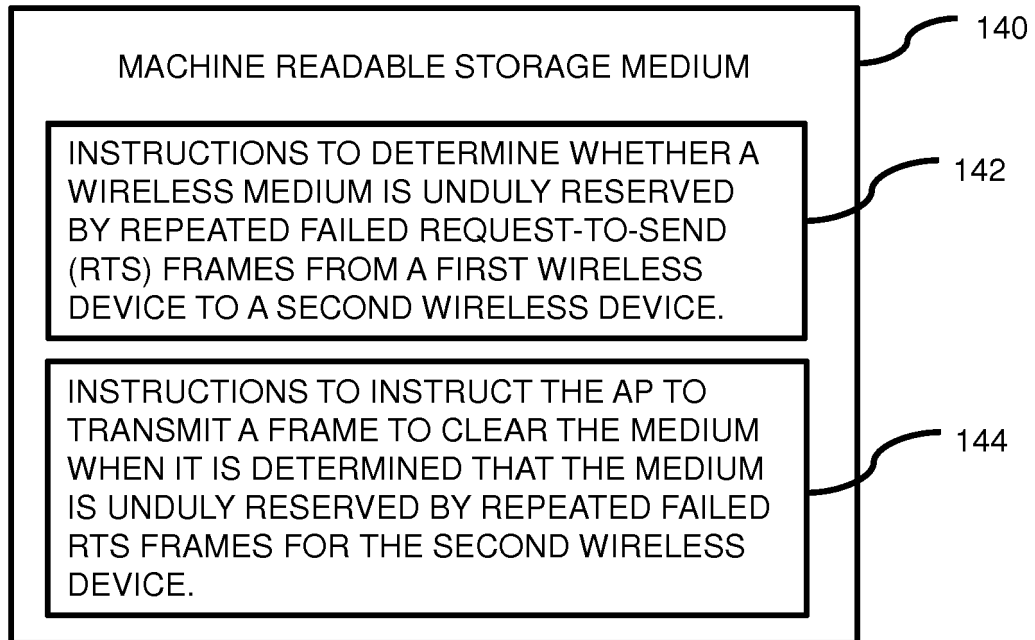 140
MACHINE READABLE STORAGE MEDIUM
INSTRUCTIONS TO DETERMINE WHETHER A
WIRELESS MEDIUM IS UNDULY RESERVED
BY REPEATED FAILED REQUEST-TO-SEND
(RTS) FRAMES FROM A FIRST WIRELESS
DEVICE TO A SECOND WIRELESS DEVICE.
142
INSTRUCTIONS TO INSTRUCT THE AP TO
TRANSMIT A FRAME TO CLEAR THE MEDIUM
WHEN IT IS DETERMINED THAT THE MEDIUM
IS UNDULY RESERVED BY REPEATED FAILED
RTS FRAMES FOR THE SECOND WIRELESS
DEVICE.
144